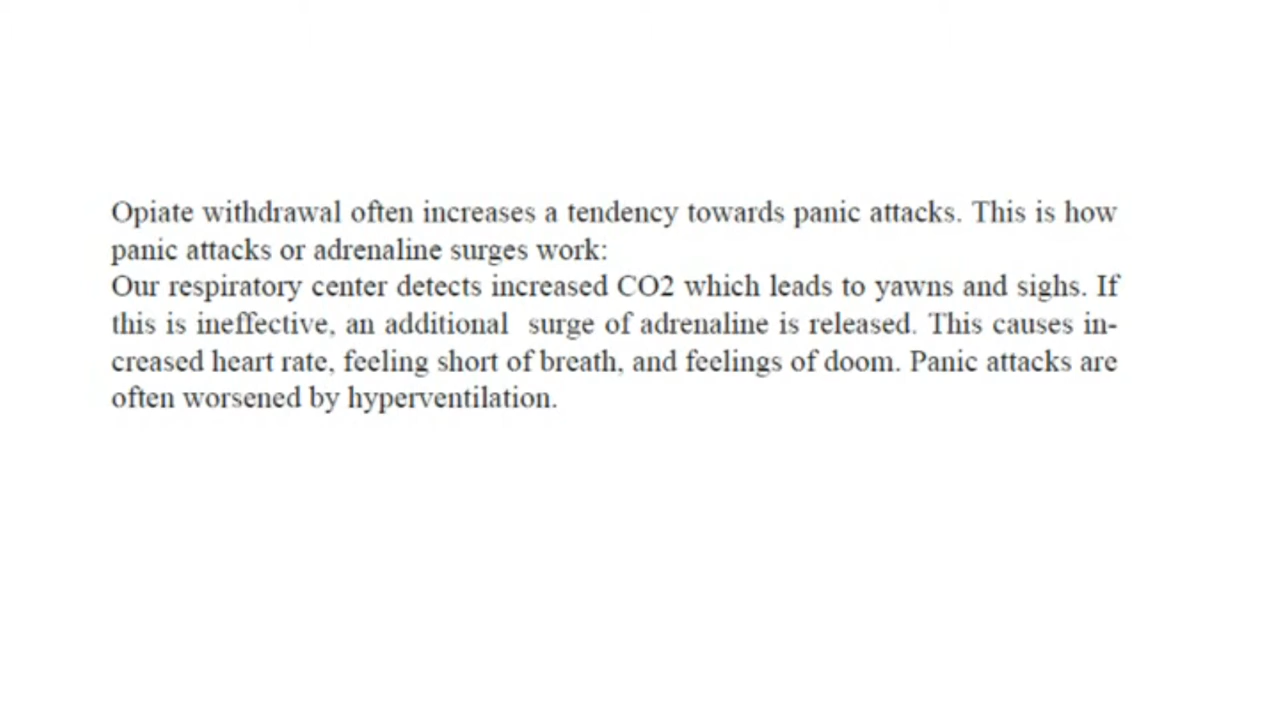 Opiate withdrawal often increases a tendency towards panic attacks. This is how
panic attacks or adrenaline surges work:
Our respiratory center detects increased CO2 which leads to yawns and sighs. If
this is ineffective, an additional  surge of adrenaline is released. This causes in-
creased heart rate, feeling short of breath, and feelings of doom. Panic attacks are
often worsened by hyperventilation.